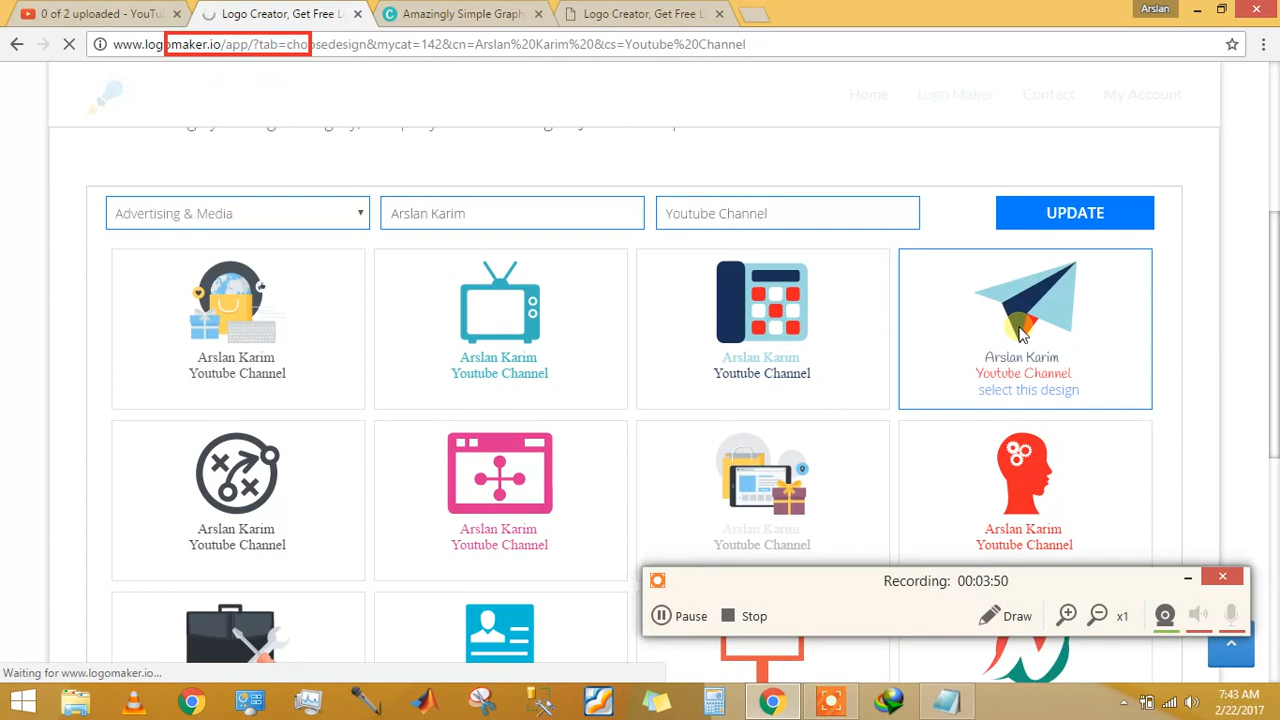 0 of 2 uploaded - YouTu
Logo Creator, Get Free L
Amazingly Simple Graph
Logo Creator, Get Free L
Arslan
www.logomaker.io/app/?tab=choosedesign&mycat=142&cn=Arslan%20Karim%20&cs=Youtube%20Channel
Home
Logo Maker
Contact
My Account
Advertising & Media
Arslan Karim
Youtube Channel
UPDATE
Arslan Karim
Youtube Channel
Arslan Karim
Youtube Channel
Arslan Karim
Youtube Channel
Arslan Karim
Youtube Channel
select this design
Arslan Karim
Youtube Channel
Arslan Karim
Youtube Channel
Arslan Karim
Youtube Channel
Arslan Karim
Youtube Channel
Recording: 00:03:50
Pause
Stop
Draw
x1
Waiting for www.logomaker.io...
7:43 AM
2/22/2017